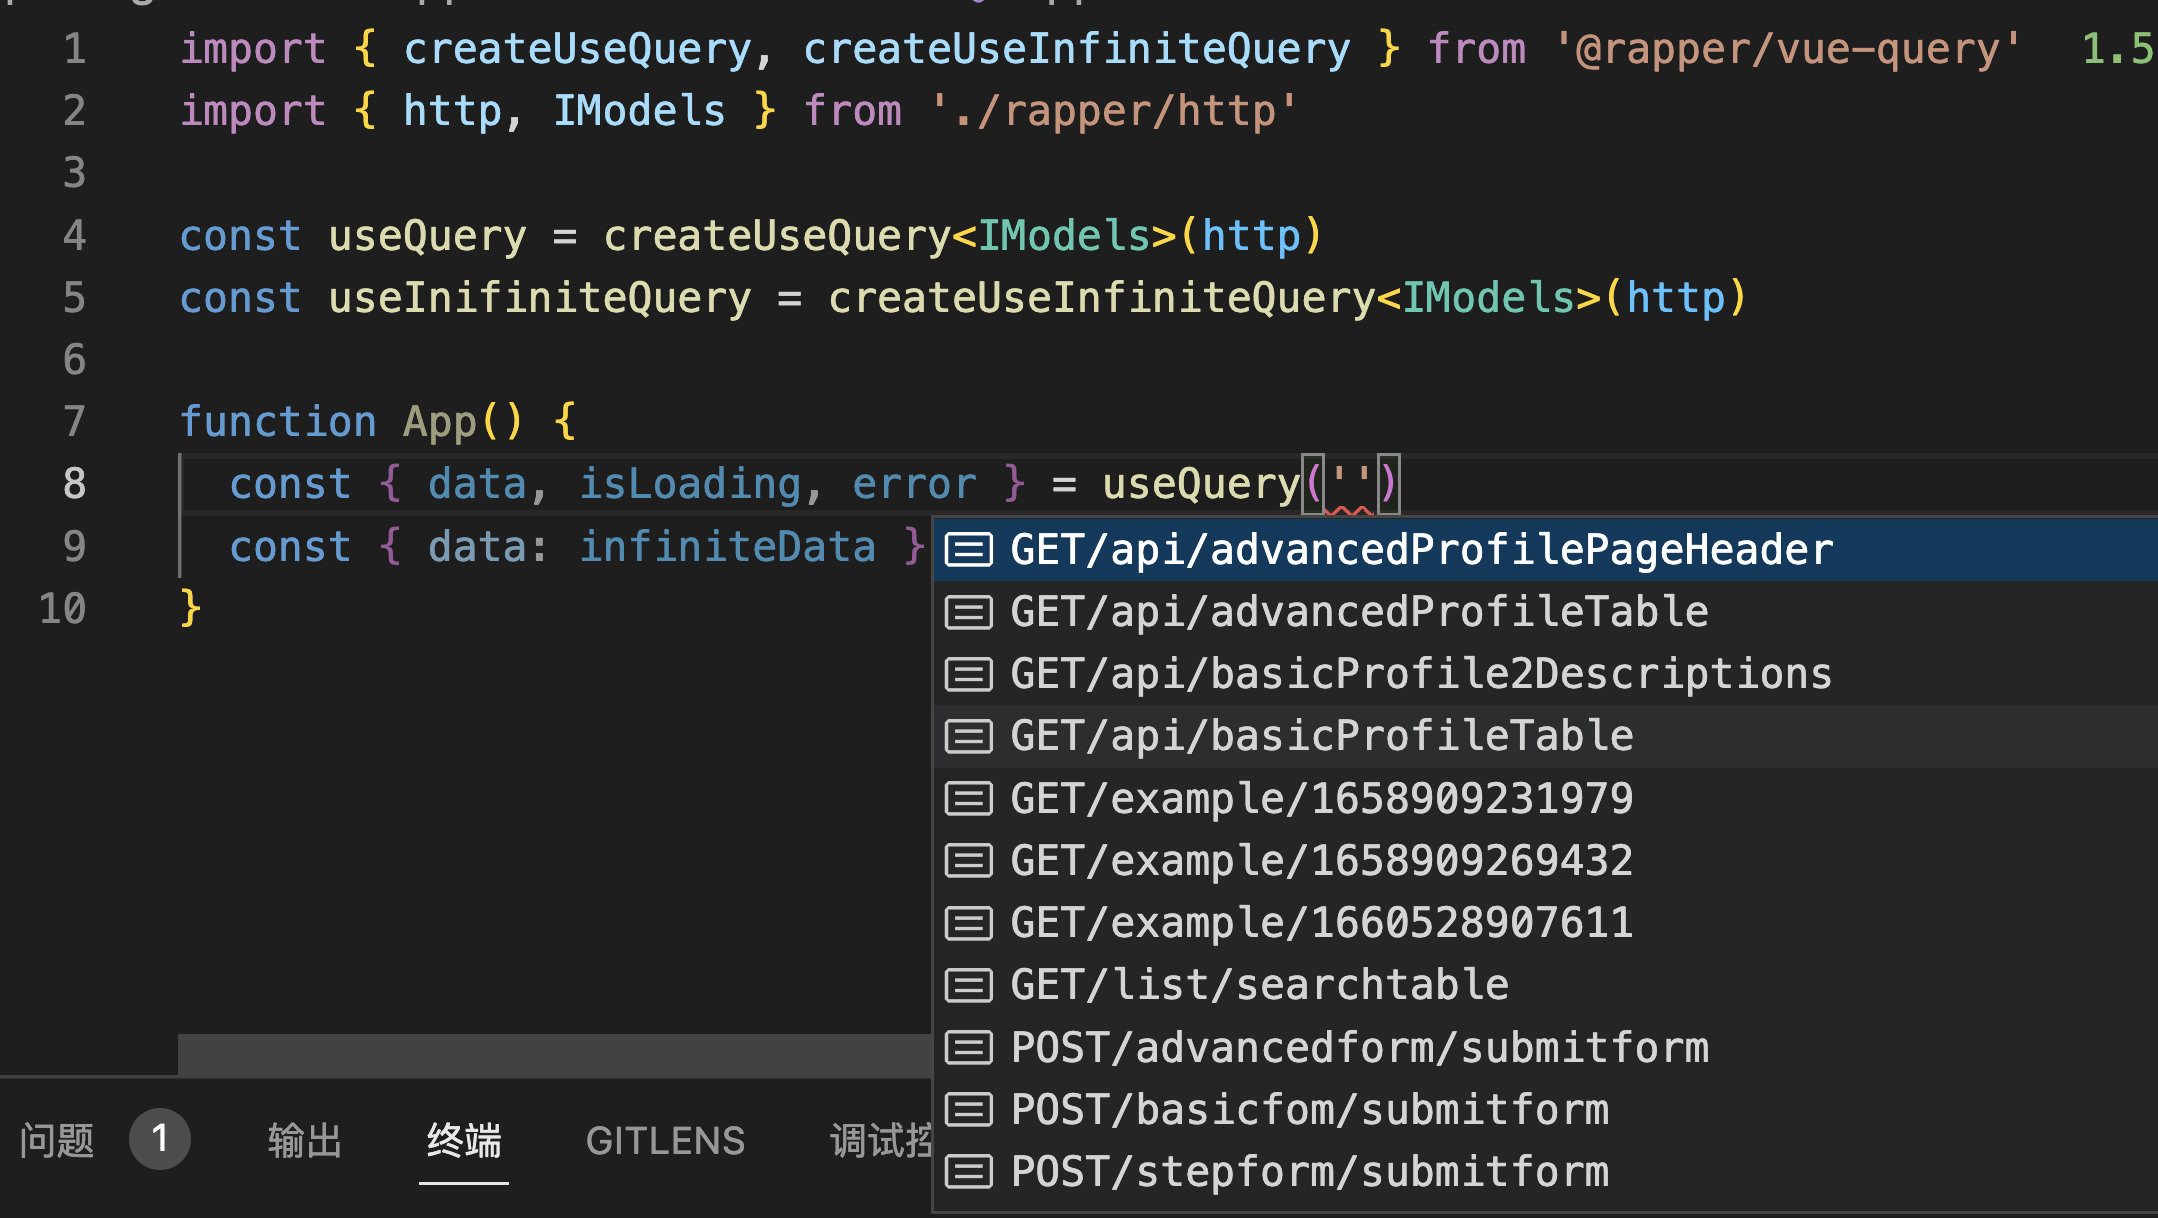 1 import { createUseQuery, createUseInfiniteQuery } from '@rapper/vue-query' 1.5
2 import { http, IModels } from './rapper/http'
3
4 const useQuery = createUseQuery<IModels>(http)
5 const useInifiniteQuery = createUseInfiniteQuery<IModels>(http)
6
7 function App() {
8 const { data, isLoading, error } = useQuery('')
9 const { data: infiniteData }
GET/api/advancedProfilePageHeader
10 }
GET/api/advancedProfileTable
GET/api/basicProfile2Descriptions
GET/api/basicProfileTable
GET/example/1658909231979
GET/example/1658909269432
GET/example/1660528907611
GET/list/searchtable
POST/advancedform/submitform
POST/basicfom/submitform
POST/stepform/submitform
问题 1 输出 终端 GITLENS 调试控